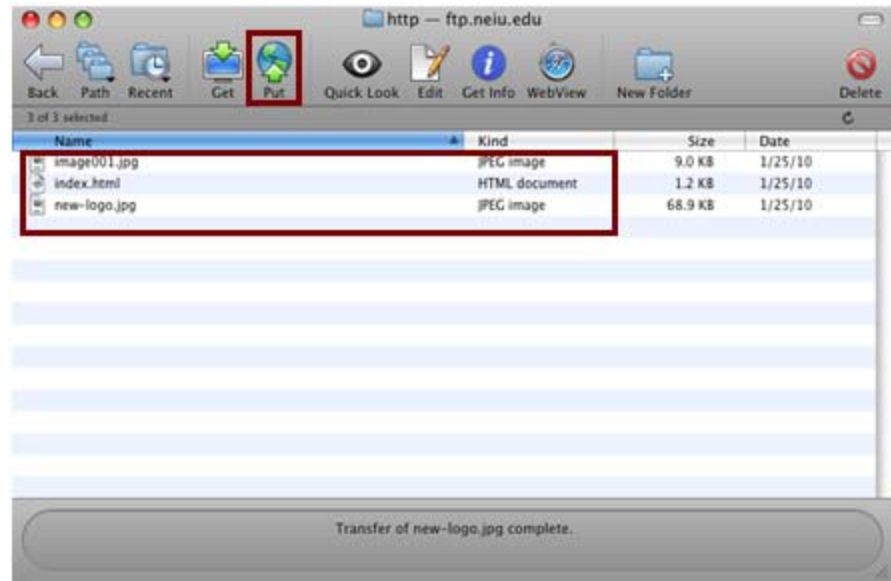 http — ftp.neiu.edu
Back Path Recent Get Put Quick Look Edit Get Info WebView New Folder Delete
3 of 3 selected
Name Kind Size Date
image001.jpg JPEG image 9.0 KB 1/25/10
index.html HTML document 1.2 KB 1/25/10
new-logo.jpg JPEG image 68.9 KB 1/25/10
Transfer of new-logo.jpg complete.